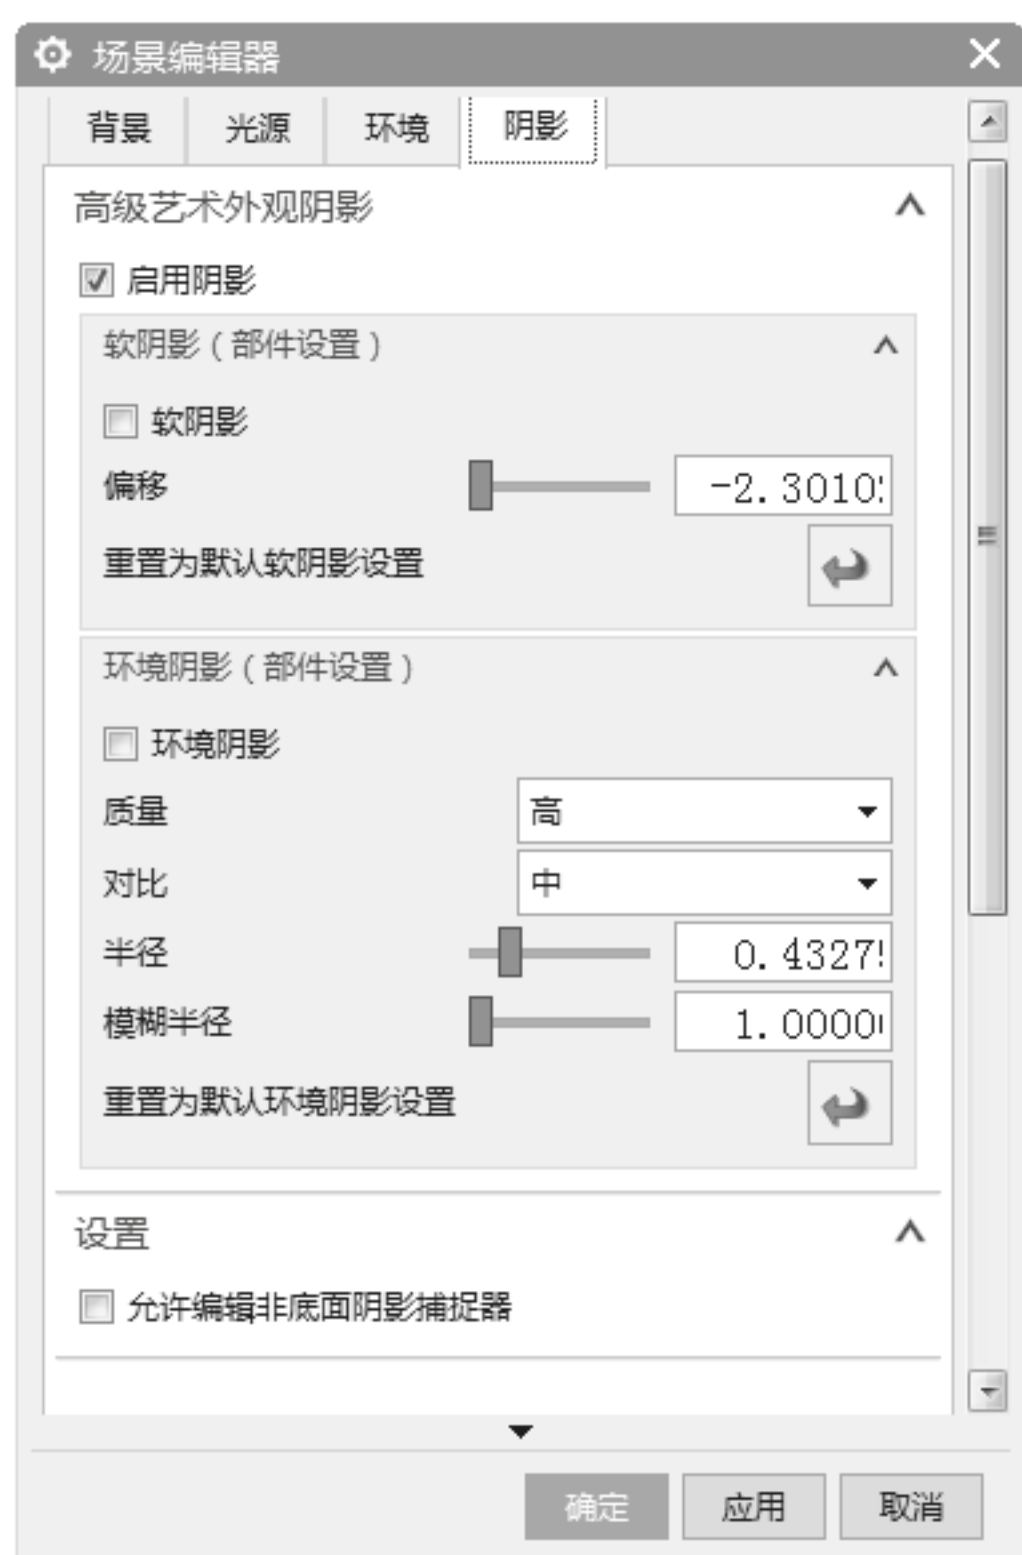 场景编辑器
背景 光源 环境 阴影
高级艺术外观阴影
启用阴影
软阴影（部件设置）
软阴影
偏移 -2.3010
重置为默认软阴影设置
环境阴影（部件设置）
环境阴影
质量 高
对比 中
半径 0.4327
模糊半径 1.0000
重置为默认环境阴影设置
设置
允许编辑非底面阴影捕捉器
确定 应用 取消